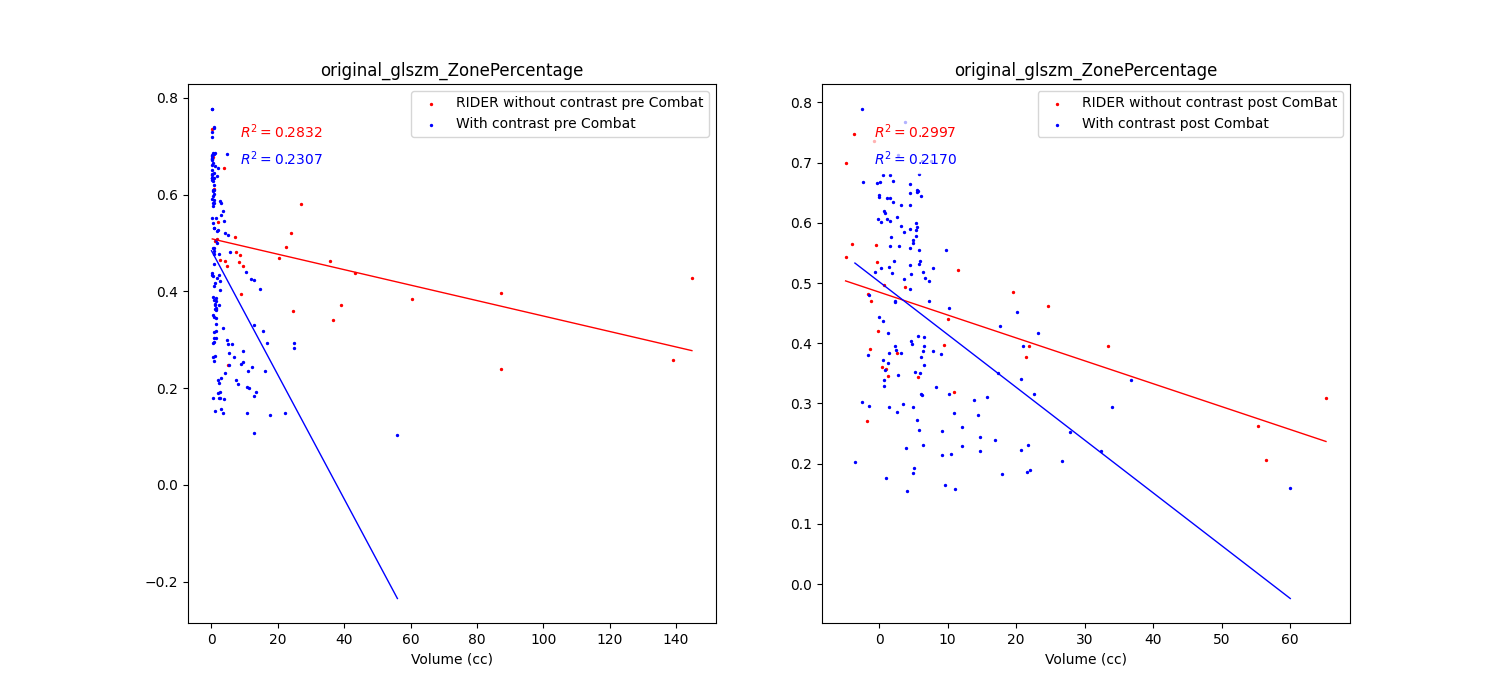 original_glszm_ZonePercentage
RIDER without contrast pre Combat
With contrast pre Combat
R² = 0.2832
R² = 0.2307
0.8
0.6
0.4
0.2
0.0
−0.2
0 20 40 60 80 100 120 140
Volume (cc)
original_glszm_ZonePercentage
RIDER without contrast post ComBat
With contrast post Combat
R² = 0.2997
R² = 0.2170
0.8
0.7
0.6
0.5
0.4
0.3
0.2
0.1
0.0
0 10 20 30 40 50 60
Volume (cc)